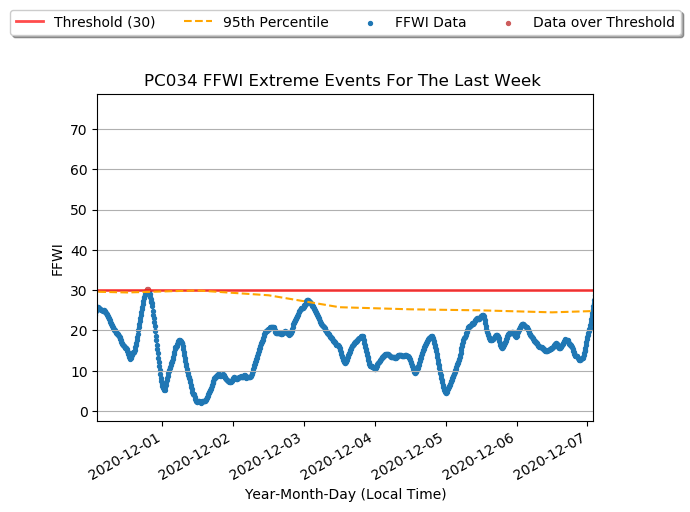 Threshold (30) 95th Percentile FFWI Data Data over Threshold
PC034 FFWI Extreme Events For The Last Week
70
60
50
40
30
20
10
0
FFWI
2020-12-01 2020-12-02 2020-12-03 2020-12-04 2020-12-05 2020-12-06 2020-12-07
Year-Month-Day (Local Time)